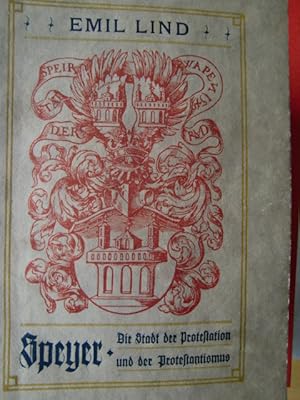 EMIL LIND
SPEIR
WAPEN
DER
Speyer
Die Stadt der Protestation
und der Protestantismus